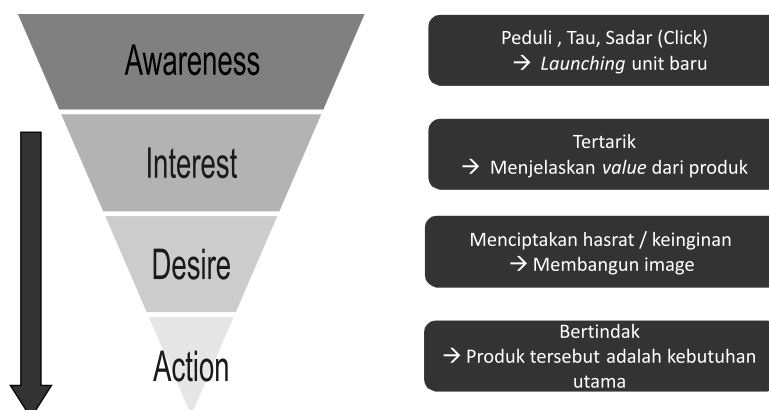 Awareness
Peduli , Tau, Sadar (Click)
→ Launching unit baru
Interest
Tertarik
→ Menjelaskan value dari produk
Desire
Menciptakan hasrat / keinginan
→ Membangun image
Action
Bertindak
→ Produk tersebut adalah kebutuhan
utama